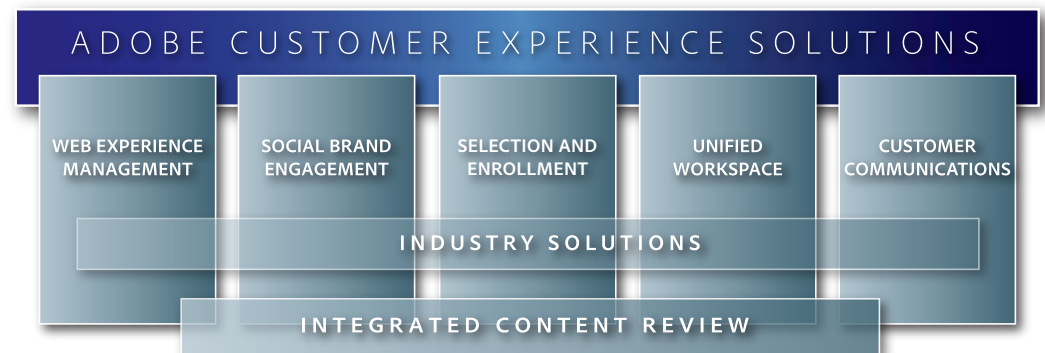 ADOBE CUSTOMER EXPERIENCE SOLUTIONS
WEB EXPERIENCE
MANAGEMENT
SOCIAL BRAND
ENGAGEMENT
SELECTION AND
ENROLLMENT
UNIFIED
WORKSPACE
CUSTOMER
COMMUNICATIONS
INDUSTRY SOLUTIONS
INTEGRATED CONTENT REVIEW